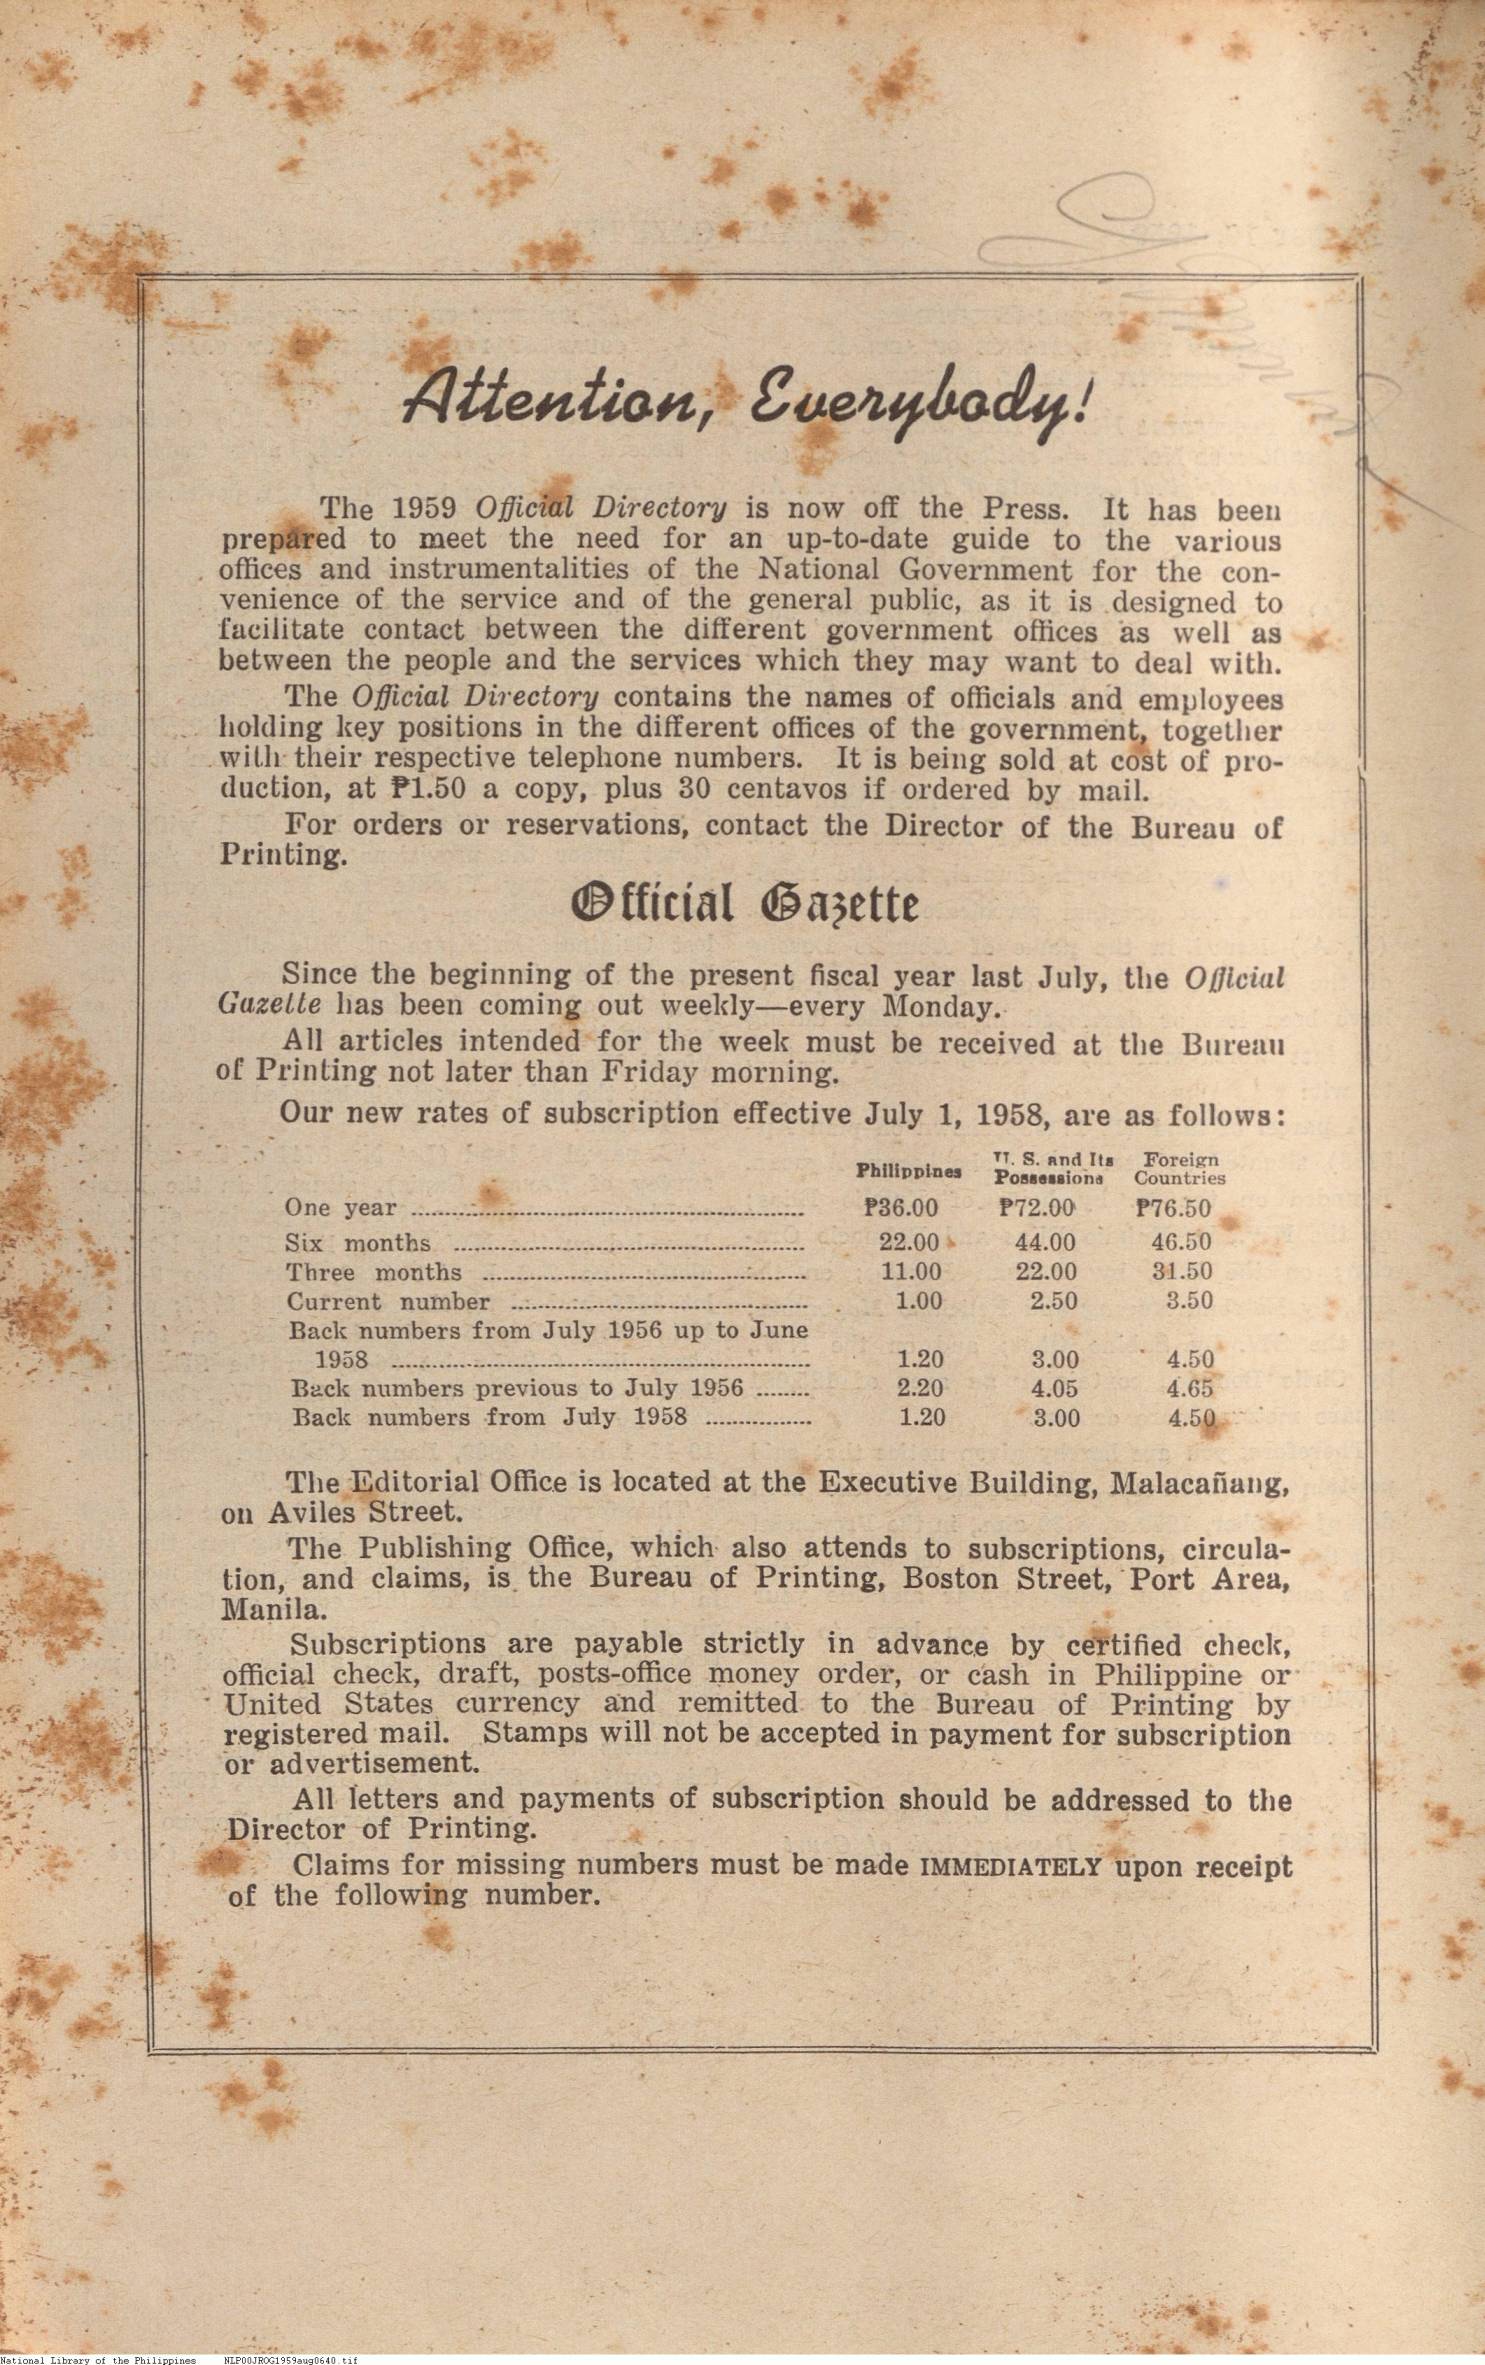 Attention, Everybody!
The 1959 Official Directory is now off the Press. It has been
prepared to meet the need for an up-to-date guide to the various
offices and instrumentalities of the National Government for the con-
venience of the service and of the general public, as it is designed to
facilitate contact between the different government offices as well as
between the people and the services which they may want to deal with.
The Official Directory contains the names of officials and employees
holding key positions in the different offices of the government, together
with their respective telephone numbers. It is being sold at cost of pro-
duction, at ₱1.50 a copy, plus 30 centavos if ordered by mail.
For orders or reservations, contact the Director of the Bureau of
Printing.
Official Gazette
Since the beginning of the present fiscal year last July, the Official
Gazette has been coming out weekly—every Monday.
All articles intended for the week must be received at the Bureau
of Printing not later than Friday morning.
Our new rates of subscription effective July 1, 1958, are as follows:
Philippines U. S. and Its Possessions Foreign Countries
One year ........ ₱36.00 ₱72.00 ₱76.50
Six months ........ 22.00 44.00 46.50
Three months ........ 11.00 22.00 31.50
Current number ........ 1.00 2.50 3.50
Back numbers from July 1956 up to June
1958 ........ 1.20 3.00 4.50
Back numbers previous to July 1956 ........ 2.20 4.05 4.65
Back numbers from July 1958 ........ 1.20 3.00 4.50
The Editorial Office is located at the Executive Building, Malacañang,
on Aviles Street.
The Publishing Office, which also attends to subscriptions, circula-
tion, and claims, is the Bureau of Printing, Boston Street, Port Area,
Manila.
Subscriptions are payable strictly in advance by certified check,
official check, draft, posts-office money order, or cash in Philippine or
United States currency and remitted to the Bureau of Printing by
registered mail. Stamps will not be accepted in payment for subscription
or advertisement.
All letters and payments of subscription should be addressed to the
Director of Printing.
Claims for missing numbers must be made IMMEDIATELY upon receipt
of the following number.
National Library of the Philippines NLP00JROG1959aug0640.tif